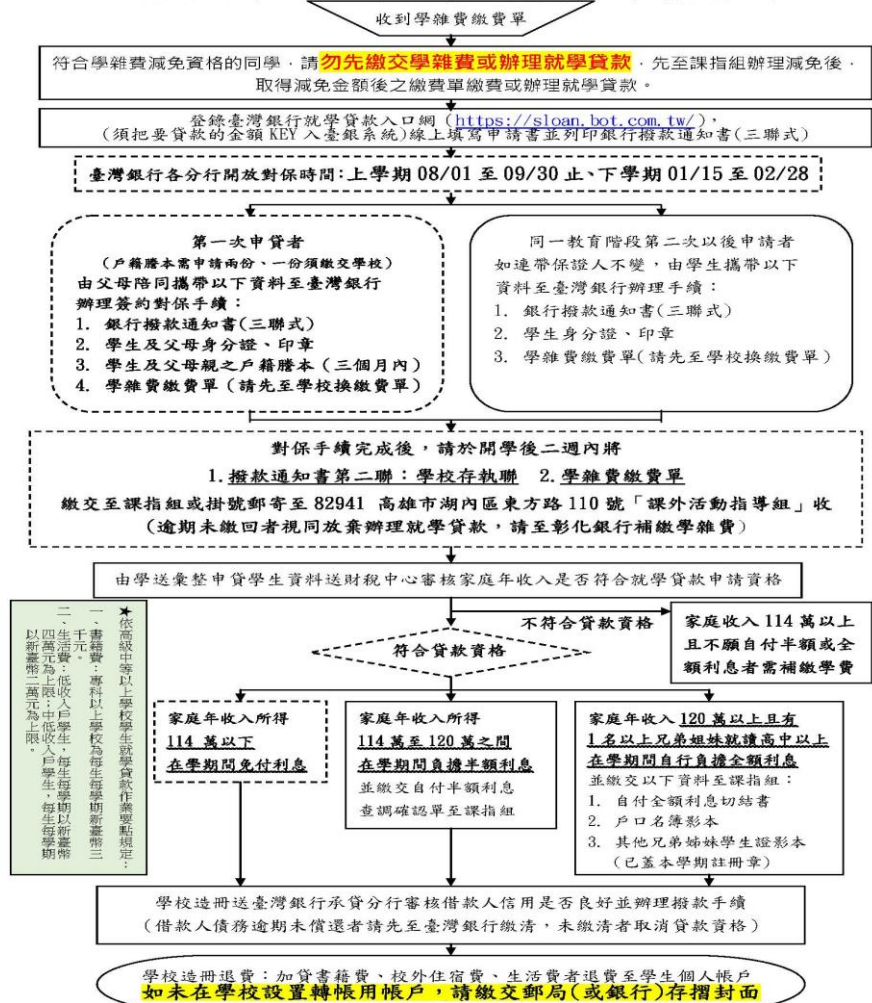 收到學雜費繳費單
符合學雜費減免資格的同學，請勿先繳交學雜費或辦理就學貸款，先至課指組辦理減免後，
取得減免金額後之繳費單繳費或辦理就學貸款。
登錄臺灣銀行就學貸款入口網（https://sloan.bot.com.tw/），
(須把要貸款的金額 KEY 入臺銀系統)線上填寫申請書並列印銀行撥款通知書(三聯式)
臺灣銀行各分行開放對保時間：上學期 08/01 至 09/30 止、下學期 01/15 至 02/28
第一次申貸者
(戶籍謄本需申請兩份、一份須繳交學校)
由父母陪同攜帶以下資料至臺灣銀行
辦理簽約對保手續：
1. 銀行撥款通知書(三聯式)
2. 學生及父母身分證、印章
3. 學生及父母親之戶籍謄本（三個月內）
4. 學雜費繳費單（請先至學校換繳費單）
同一教育階段第二次以後申請者
如連帶保證人不變，由學生攜帶以下
資料至臺灣銀行辦理手續：
1. 銀行撥款通知書(三聯式)
2. 學生身分證、印章
3. 學雜費繳費單(請先至學校換繳費單)
對保手續完成後，請於開學後二週內將
1.撥款通知書第二聯：學校存執聯 2.學雜費繳費單
繳交至課指組或掛號郵寄至 82941 高雄市湖內區東方路 110 號「課外活動指導組」收
(逾期未繳回者視同放棄辦理就學貸款，請至彰化銀行補繳學雜費)
由學送彙整申貸學生資料送財稅中心審核家庭年收入是否符合就學貸款申請資格
★依高級中等以上學校學生就學貸款作業要點規定：
一、書籍費：專科以上學校為每生每學期新臺幣三
千元。
二、生活費：低收入戶學生，每生每學期以新臺幣
四萬元為上限；中低收入戶學生，每生每學期
以新臺幣二萬元為上限。
不符合貸款資格
符合貸款資格
家庭收入 114 萬以上
且不願自付半額或全
額利息者需補繳學費
家庭年收入所得
114 萬以下
在學期間免付利息
家庭年收入所得
114 萬至 120 萬之間
在學期間負擔半額利息
並繳交自付半額利息
查調確認單至課指組
家庭年收入 120 萬以上且有
1 名以上兄弟姐妹就讀高中以上
在學期間自行負擔全額利息
並繳交以下資料至課指組：
1. 自付全額利息切結書
2. 戶口名簿影本
3. 其他兄弟姊妹學生證影本
(已蓋本學期註冊章)
學校造冊送臺灣銀行承貸分行審核借款人信用是否良好並辦理撥款手續
(借款人債務逾期未償還者請先至臺灣銀行繳清，未繳清者取消貸款資格)
學校造冊退費：加貸書籍費、校外住宿費、生活費者退費至學生個人帳戶
如未在學校設置轉帳用帳戶，請繳交郵局(或銀行)存摺封面